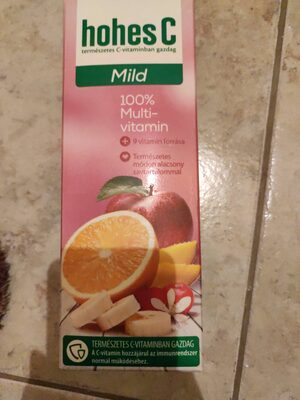 hohes C
természetes C-vitaminban gazdag
Mild
100%
Multi-
vitamin
9 vitamin forrása
Természetes
módon alacsony
savtartalommal
TERMÉSZETES C-VITAMINBAN GAZDAG
A C-vitamin hozzájárul az immunrendszer
normál működéséhez.